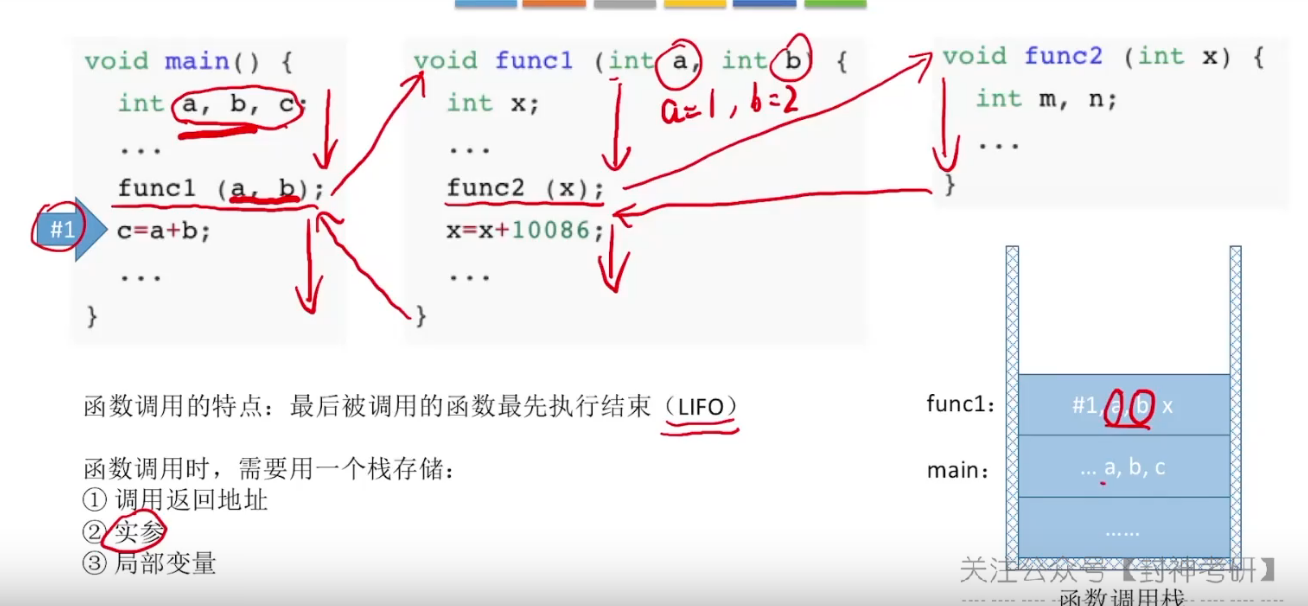 void main() {
int a, b, c;
...
func1 (a, b);
#1
c=a+b;
...
}
void func1 (int a, int b) {
a=1, b=2
int x;
...
func2 (x);
x=x+10086;
...
}
void func2 (int x) {
int m, n;
...
}
函数调用的特点：最后被调用的函数最先执行结束（LIFO）
函数调用时，需要用一个栈存储：
① 调用返回地址
② 实参
③ 局部变量
func1： #1, a, b, x
main： ... a, b, c
……
关注公众号【封神考研】
函数调用栈